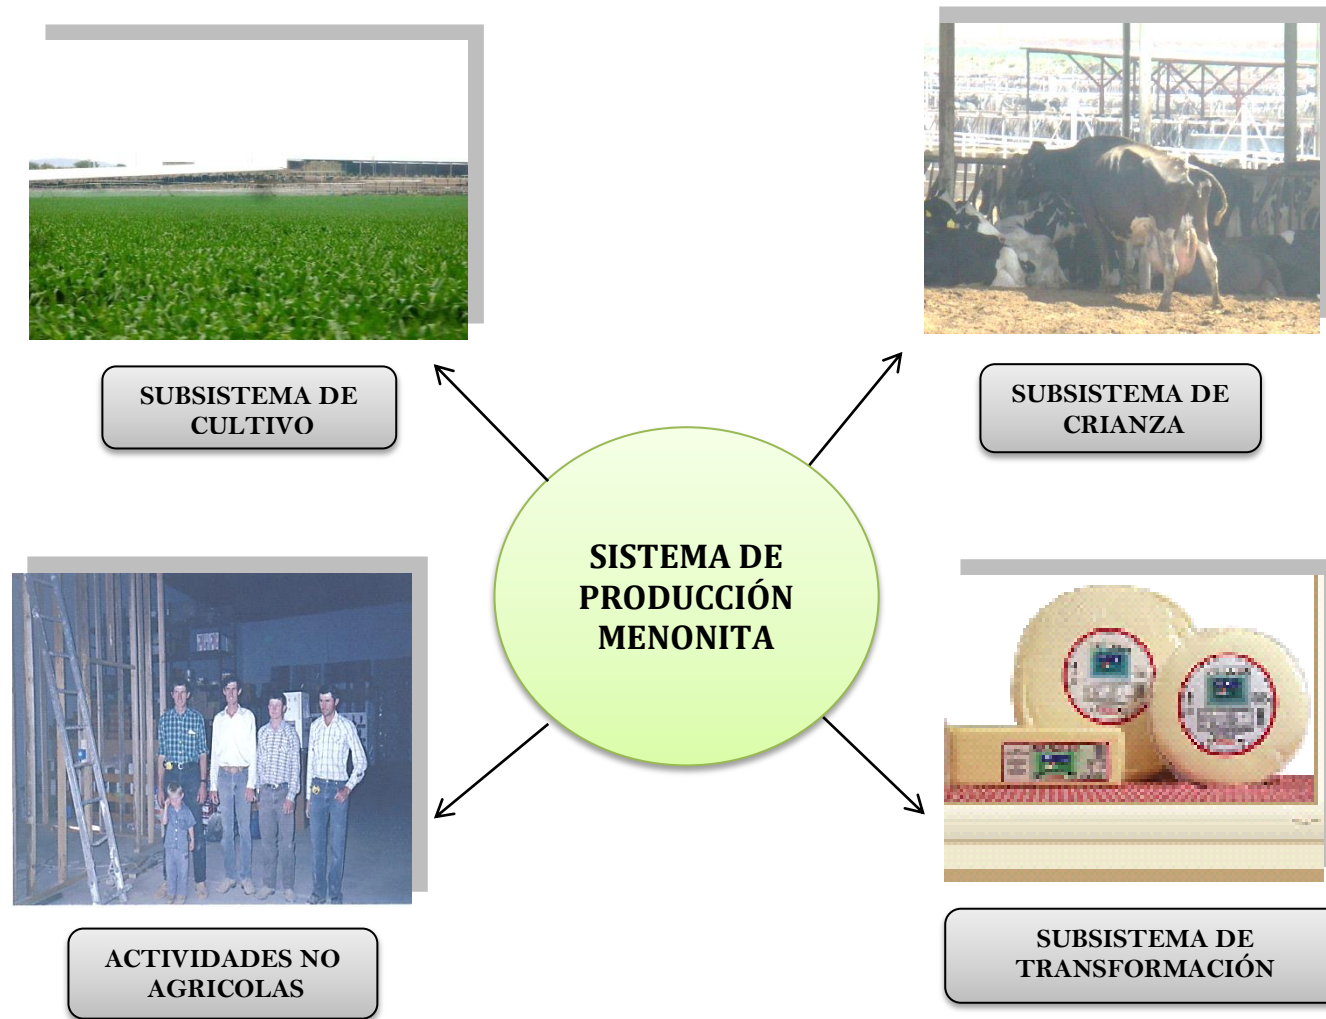 SUBSISTEMA DE
CULTIVO
SUBSISTEMA DE
CRIANZA
SISTEMA DE
PRODUCCIÓN
MENONITA
ACTIVIDADES NO
AGRICOLAS
SUBSISTEMA DE
TRANSFORMACIÓN